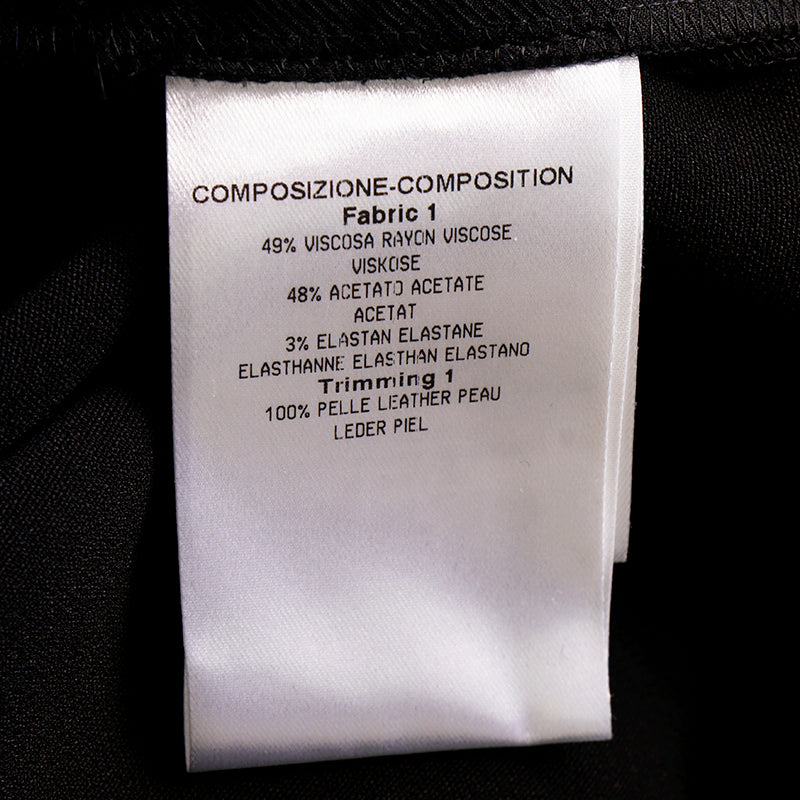 COMPOSIZIONE-COMPOSITION
Fabric 1
49% VISCOSA RAYON VISCOSE
VISKOSE
48% ACETATO ACETATE
ACETAT
3% ELASTAN ELASTANE
ELASTHANNE ELASTHAN ELASTANO
Trimming 1
100% PELLE LEATHER PEAU
LEDER PIEL